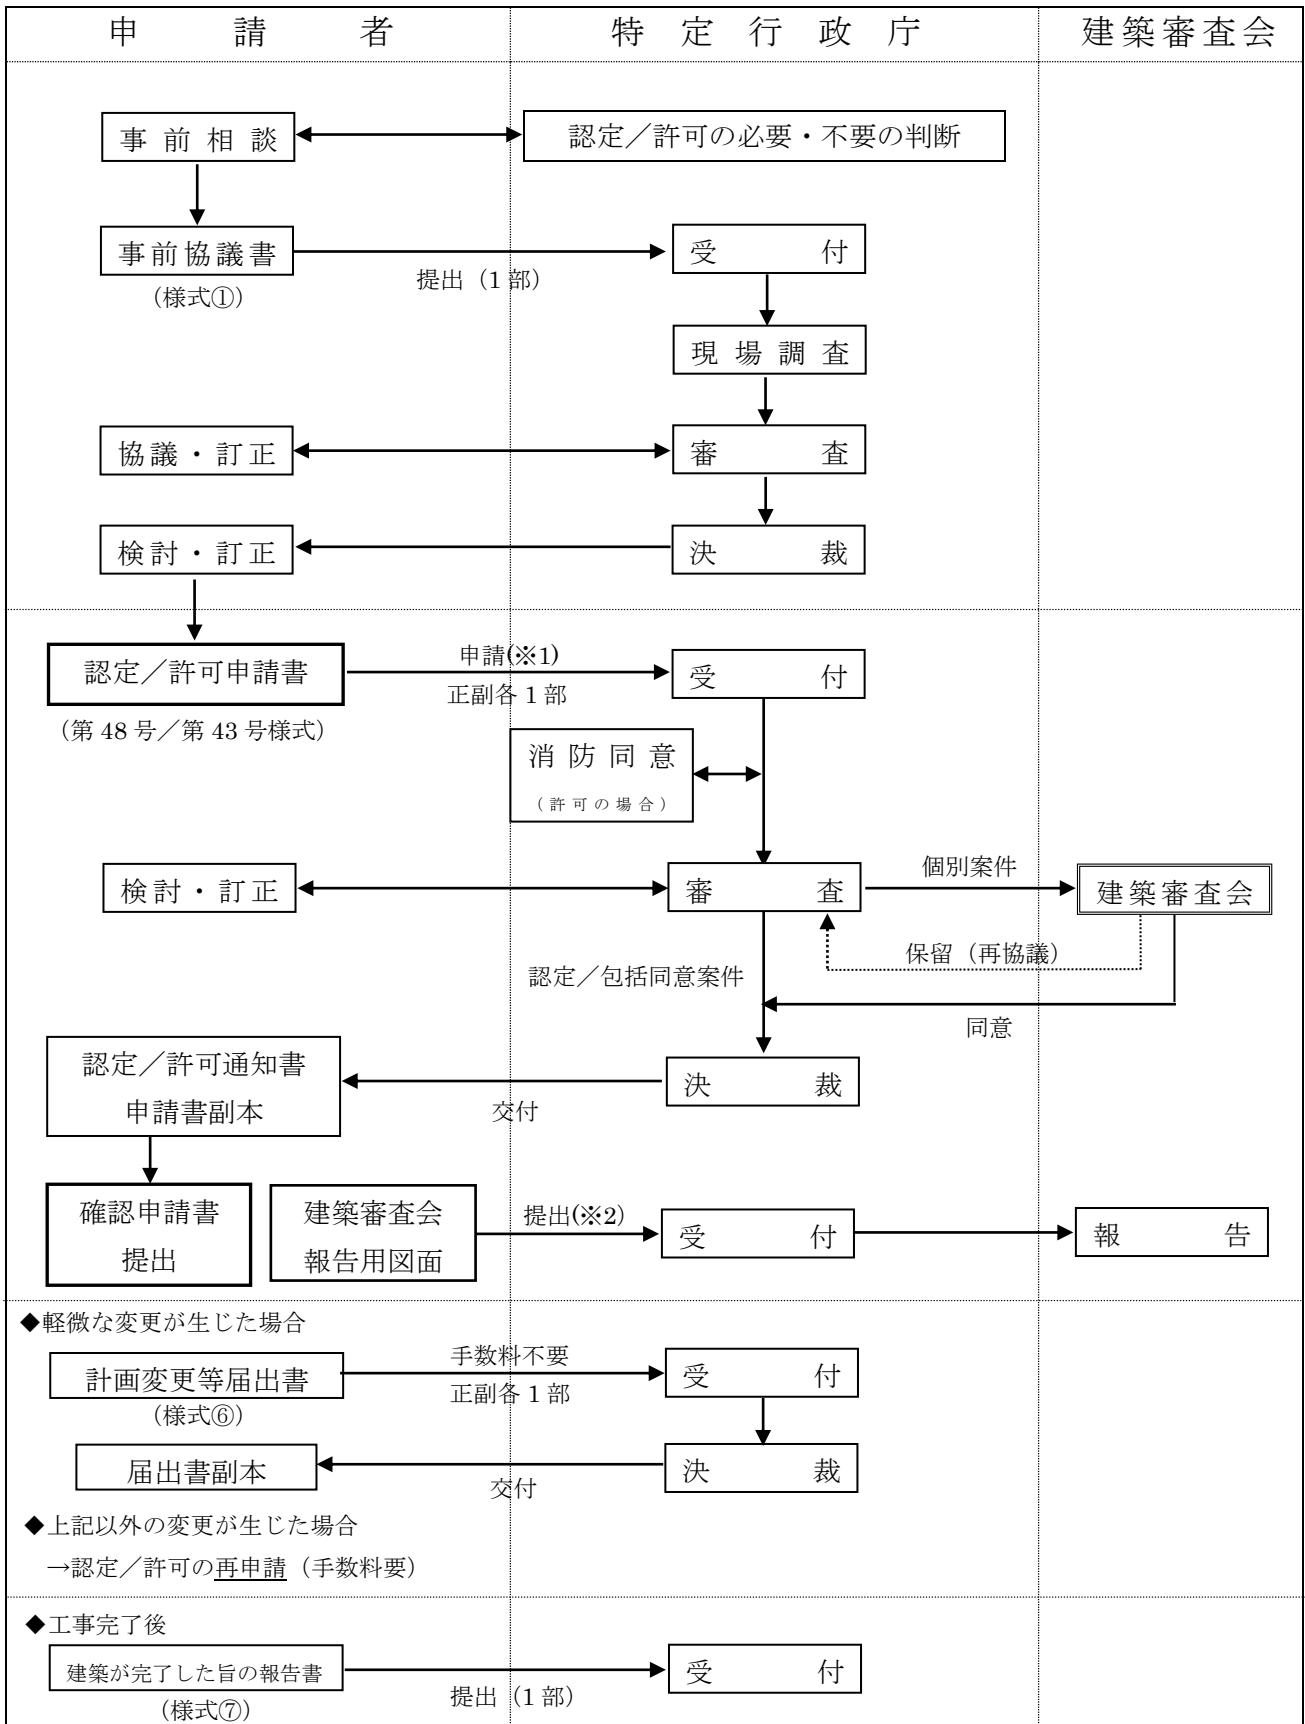 申請者 特定行政庁 建築審査会
事前相談 認定／許可の必要・不要の判断
事前協議書 受付
提出（1部）
（様式①）
現場調査
協議・訂正 審査
検討・訂正 決裁
申請(※1)
認定／許可申請書 受付
正副各1部
（第48号／第43号様式）
消防同意
（許可の場合）
個別案件
検討・訂正 審査 建築審査会
保留（再協議）
認定／包括同意案件
同意
認定／許可通知書
決裁
申請書副本
交付
確認申請書 建築審査会 提出(※2)
受付 報告
提出 報告用図面
◆軽微な変更が生じた場合
手数料不要
計画変更等届出書 受付
正副各1部
（様式⑥）
届出書副本 決裁
交付
◆上記以外の変更が生じた場合
→認定／許可の再申請（手数料要）
◆工事完了後
建築が完了した旨の報告書 受付
提出（1部）
（様式⑦）